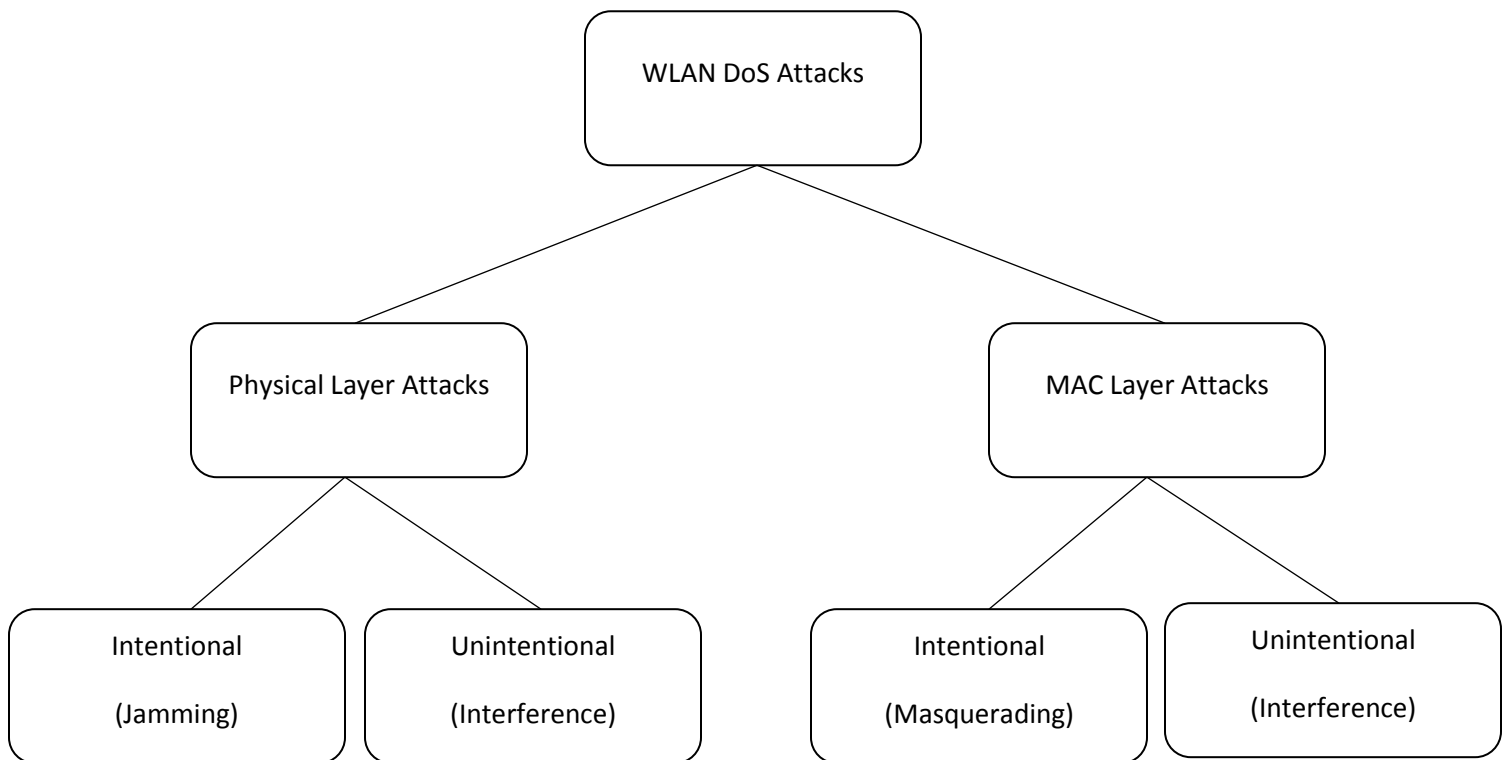 WLAN DoS Attacks
Physical Layer Attacks
MAC Layer Attacks
Intentional
(Jamming)
Unintentional
(Interference)
Intentional
(Masquerading)
Unintentional
(Interference)